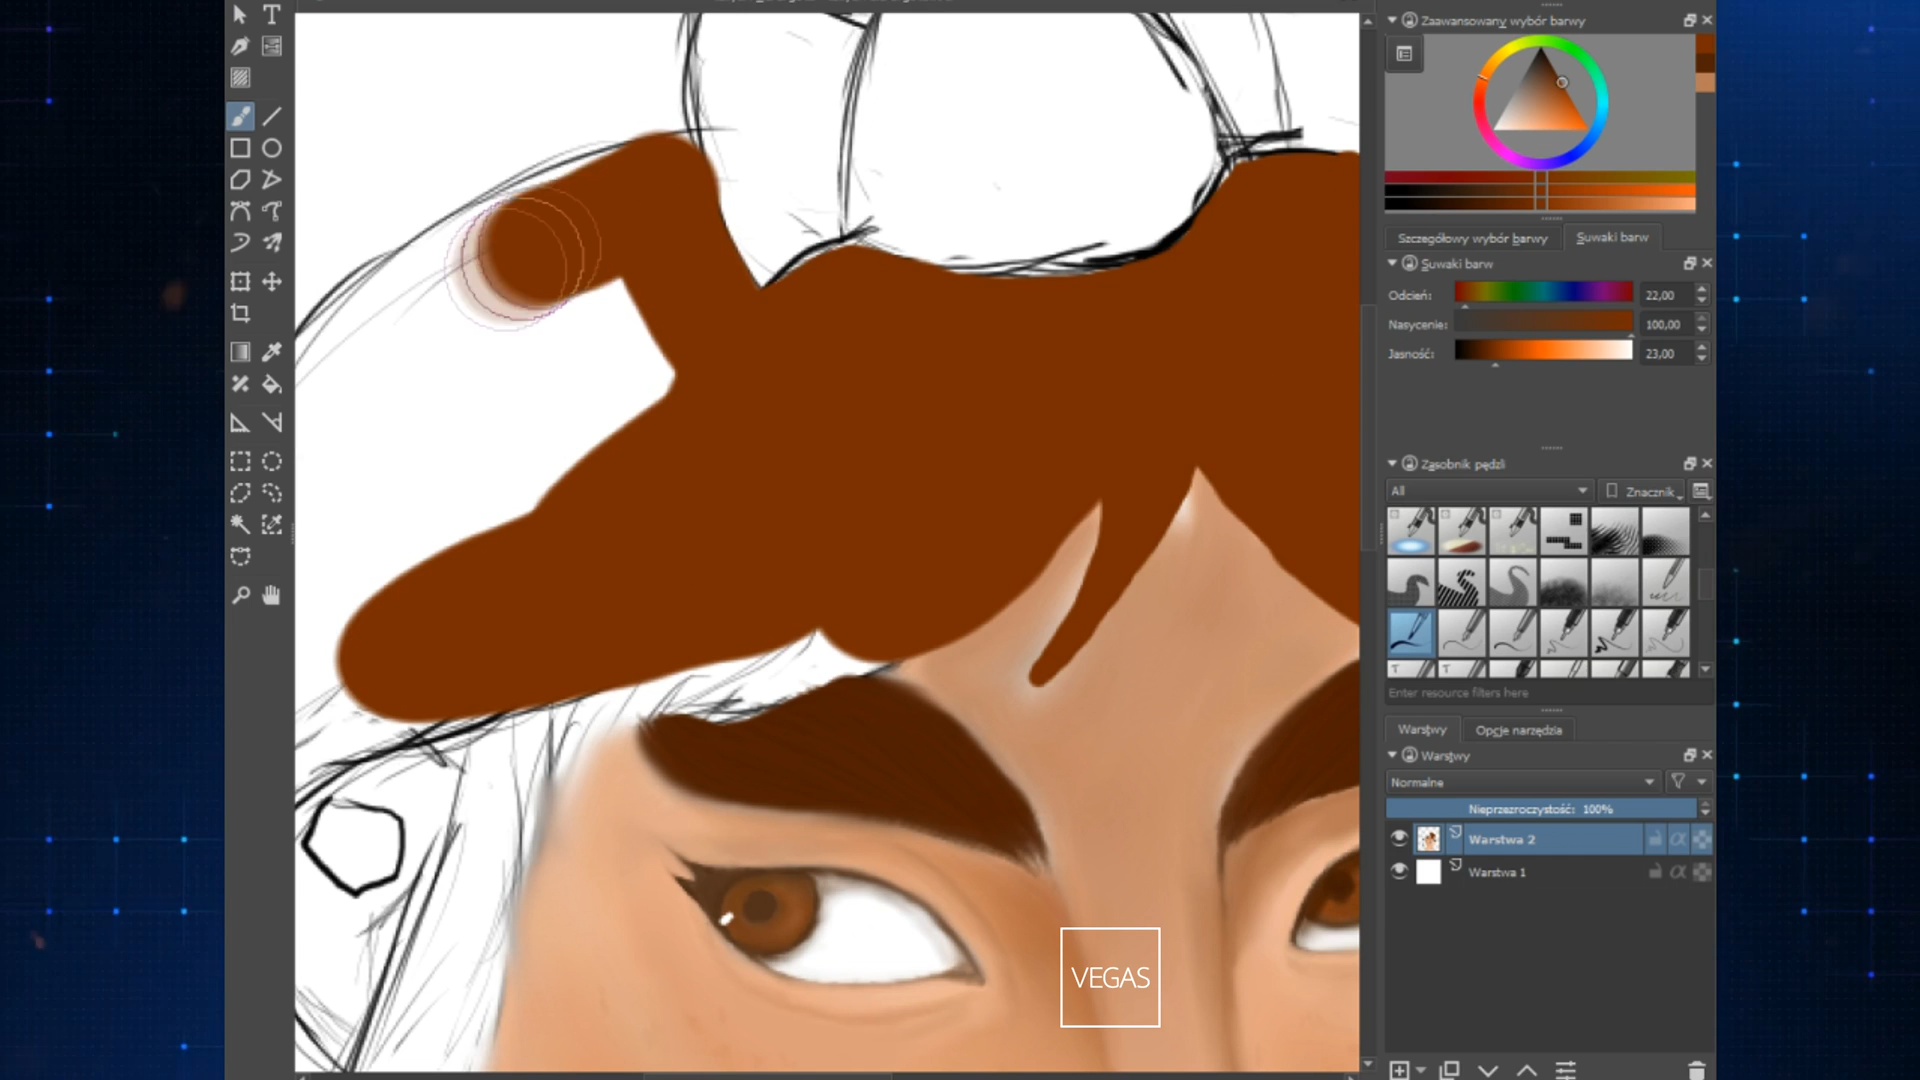 Zaawansowany wybór barwy
Szczegółowy wybór barwy
Suwaki barw
Suwaki barw
Odcień: 22,00
Nasycenie: 100,00
Jasność: 23,00
Zasobnik pędzli
All
Znacznik
Enter resource filters here
Warstwy
Opcje narzędzia
Warstwy
Normalne
Nieprzezroczystość: 100%
Warstwa 2
Warstwa 1
VEGAS